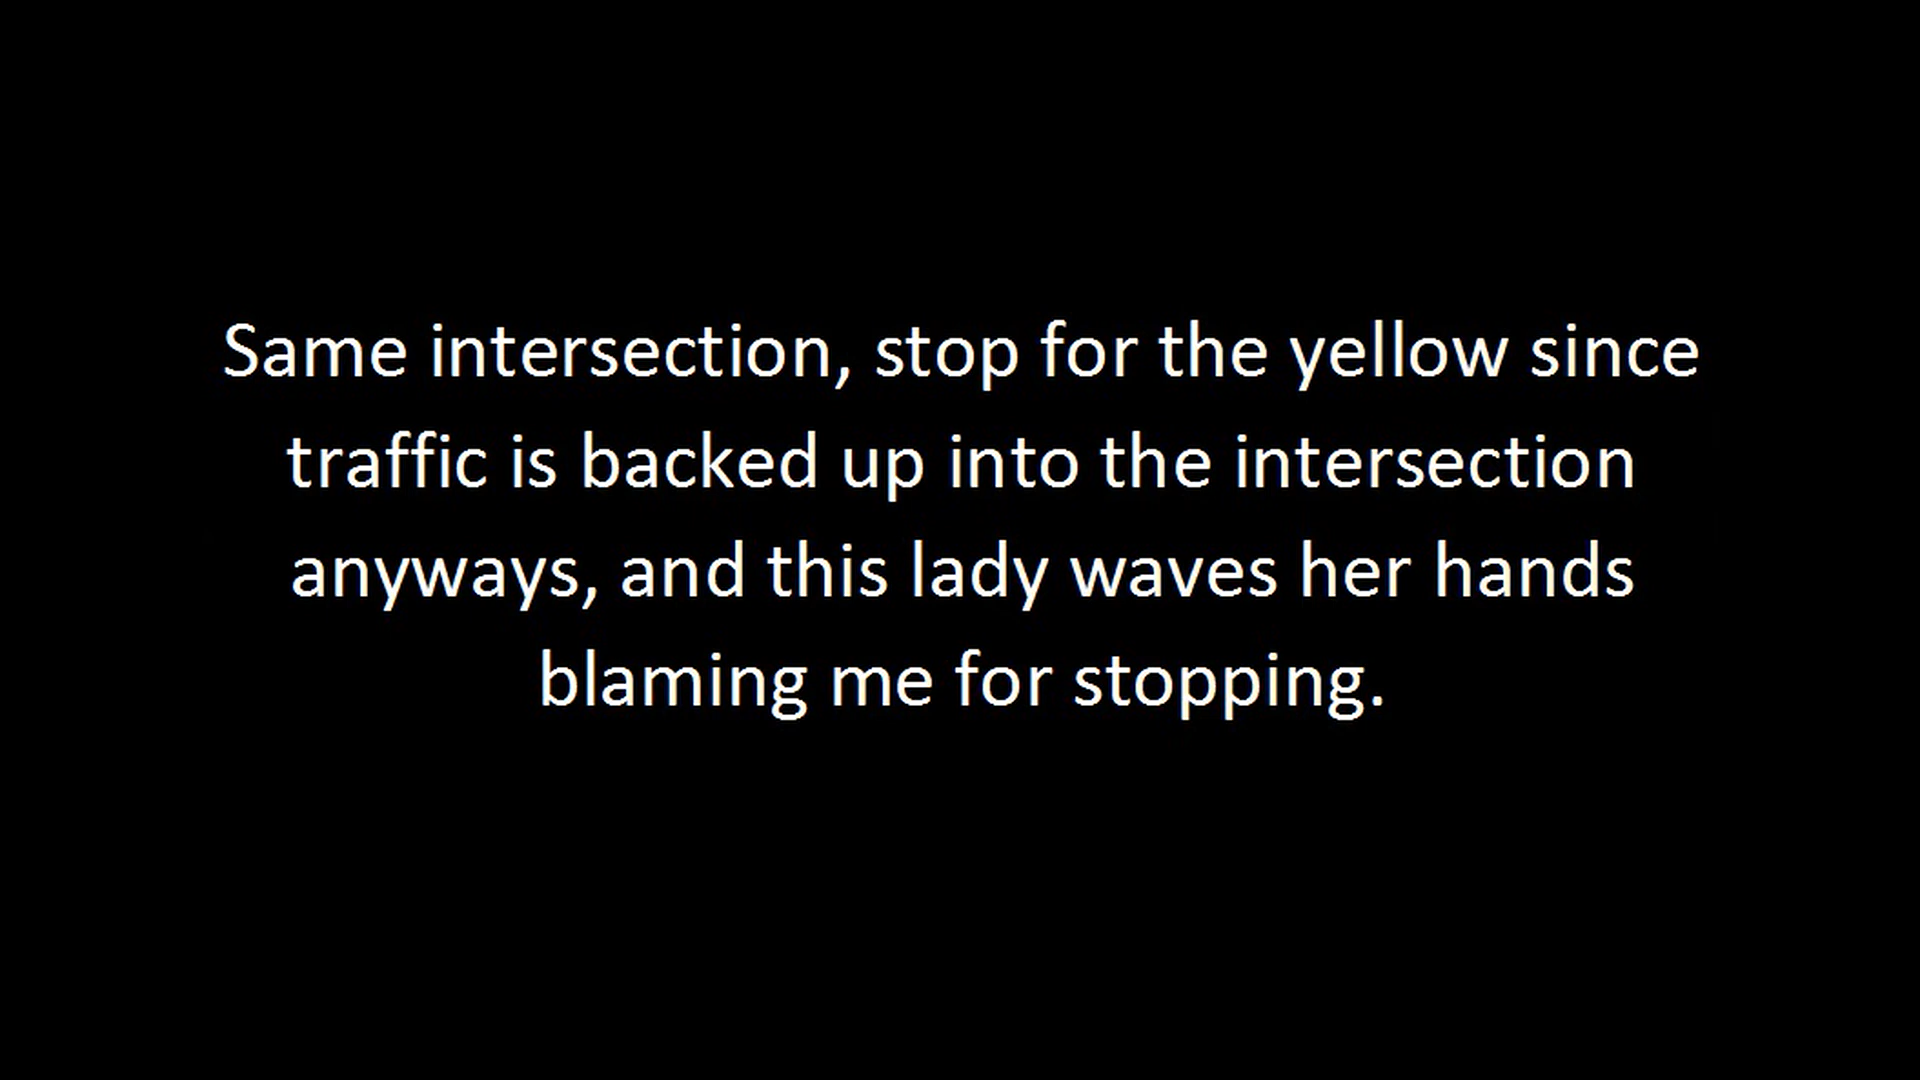 Same intersection, stop for the yellow since
traffic is backed up into the intersection
anyways, and this lady waves her hands
blaming me for stopping.